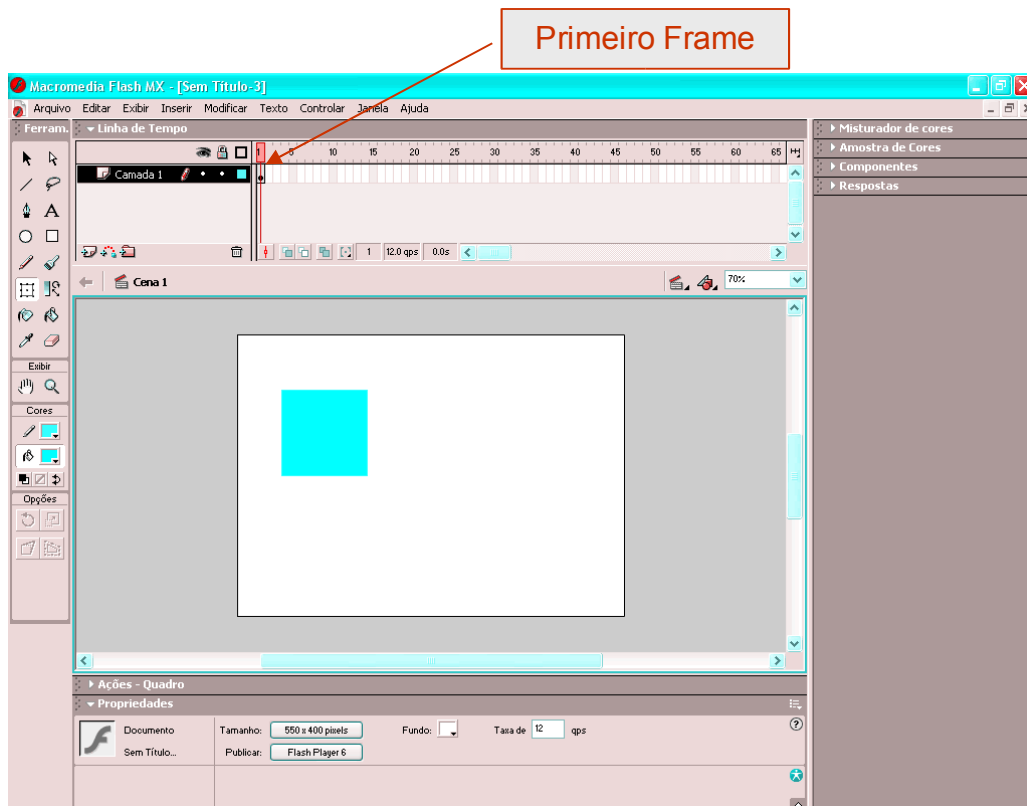 Primeiro Frame
Macromedia Flash MX - [Sem Título-3]
Arquivo Editar Exibir Inserir Modificar Texto Controlar Janela Ajuda
Ferram.
Linha de Tempo
Misturador de cores
Amostra de Cores
Componentes
Respostas
1 5 10 15 20 25 30 35 40 45 50 55 60 65
Camada 1
1 12.0 qps 0.0s
Cena 1
70%
Exibir
Cores
Opções
Ações - Quadro
Propriedades
Documento
Tamanho: 550 x 400 pixels
Fundo:
Taxa de 12 qps
Sem Título...
Publicar: Flash Player 6